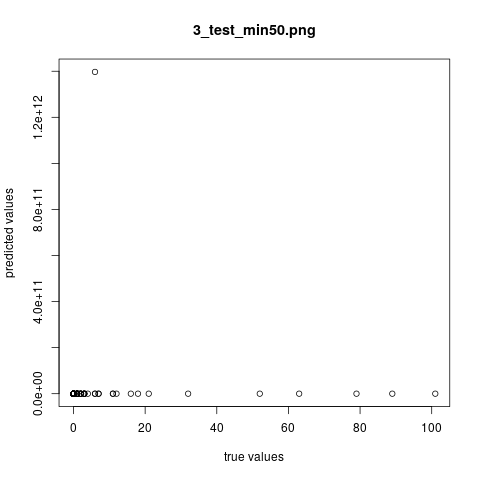 3_test_min50.png
predicted values
1.2e+12
8.0e+11
4.0e+11
0.0e+00
0 20 40 60 80 100
true values